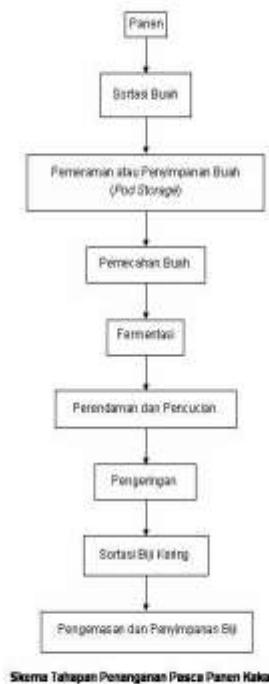 Panen
Sortasi Buah
Pemeraman atau Penyimpanan Buah
(Pod Storage)
Pemecahan Buah
Fermentasi
Perendaman dan Pencucian
Pengeringan
Sortasi Biji Kering
Pengemasan dan Penyimpanan Biji
Skema Tahapan Penanganan Pasca Panen Kaka